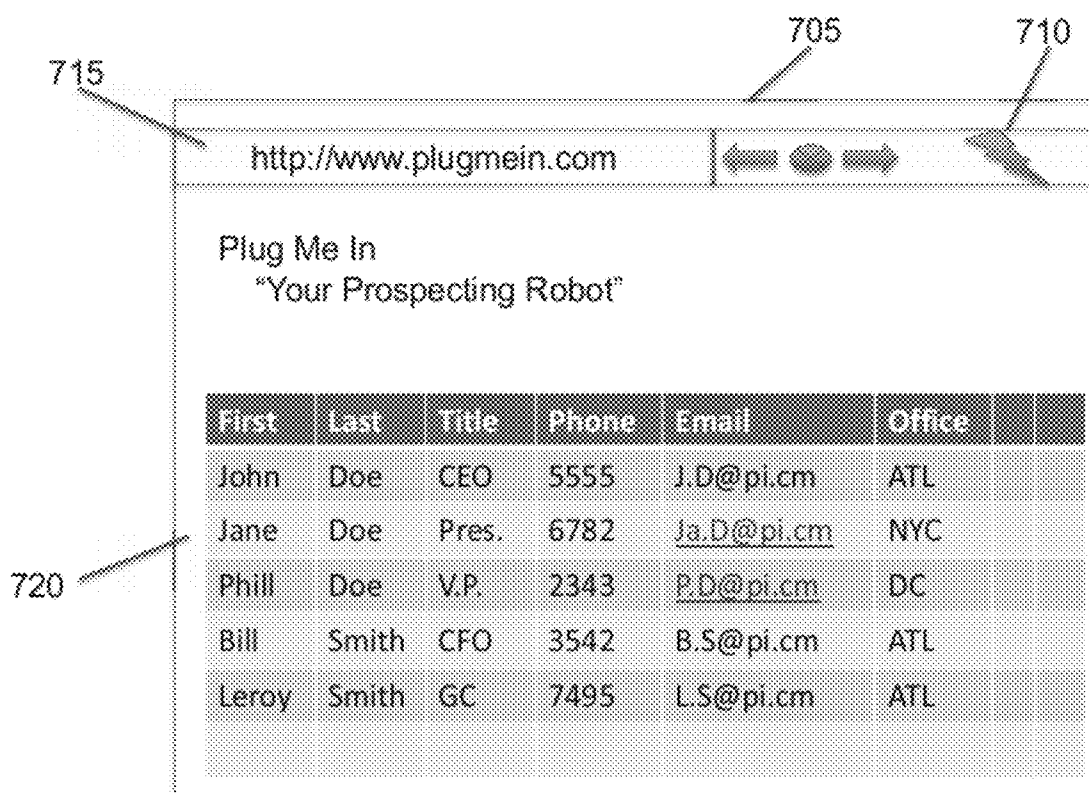 705 710
715
http://www.plugmein.com
Plug Me In
"Your Prospecting Robot"
First Last Title Phone Email Office
John Doe CEO 5555 J.D@pi.cm ATL
Jane Doe Pres. 6782 Ja.D@pi.cm NYC
720
Phill Doe V.P. 2343 P.D@pi.cm DC
Bill Smith CFO 3542 B.S@pi.cm ATL
Leroy Smith GC 7495 L.S@pi.cm ATL